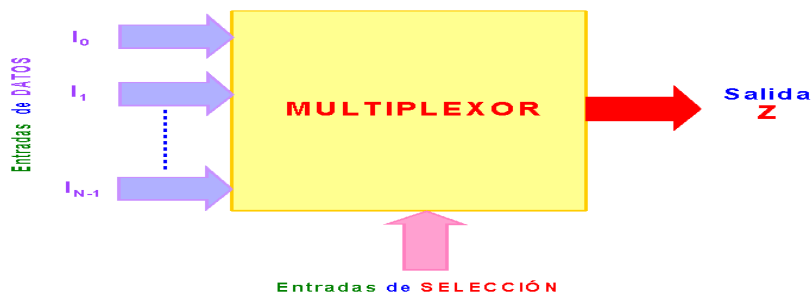 Entradas de DATOS
I0
I1
IN-1
MULTIPLEXOR
Salida
Z
Entradas de SELECCIÓN